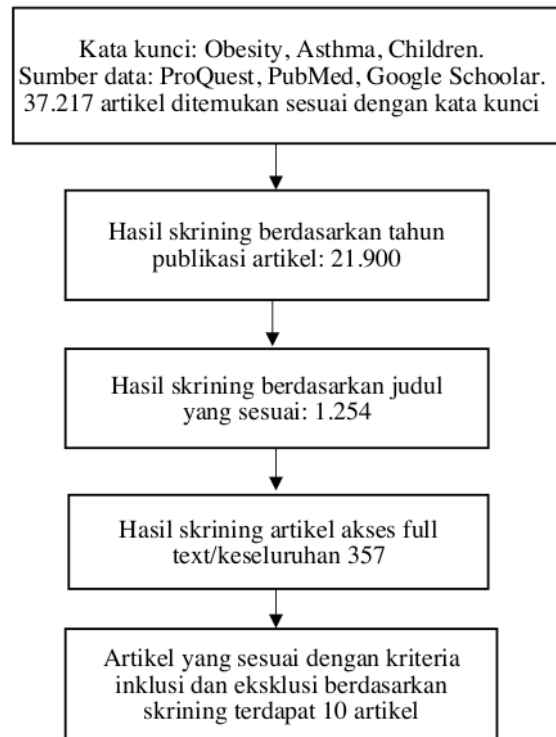 Kata kunci: Obesity, Asthma, Children.
Sumber data: ProQuest, PubMed, Google Schoolar.
37.217 artikel ditemukan sesuai dengan kata kunci
Hasil skrining berdasarkan tahun
publikasi artikel: 21.900
Hasil skrining berdasarkan judul
yang sesuai: 1.254
Hasil skrining artikel akses full
text/keseluruhan 357
Artikel yang sesuai dengan kriteria
inklusi dan eksklusi berdasarkan
skrining terdapat 10 artikel